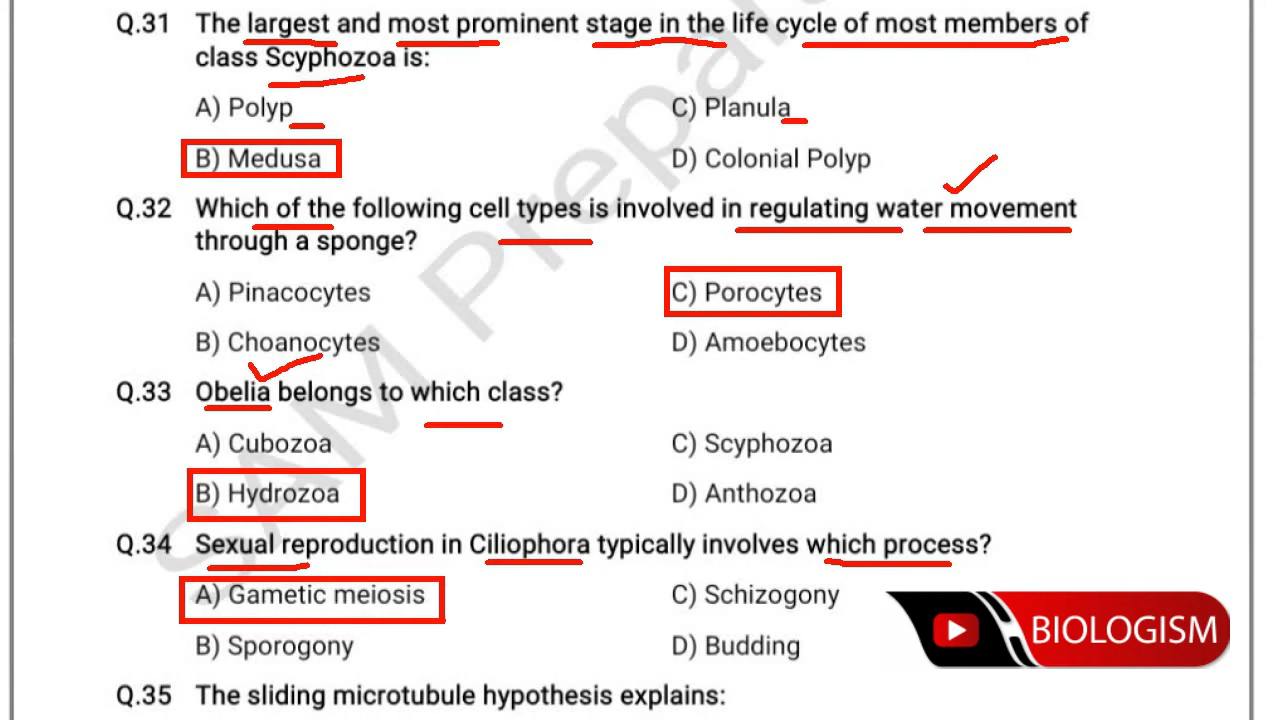 Q.31 The largest and most prominent stage in the life cycle of most members of
class Scyphozoa is:
A) Polyp C) Planula
B) Medusa D) Colonial Polyp
Q.32 Which of the following cell types is involved in regulating water movement
through a sponge?
A) Pinacocytes C) Porocytes
B) Choanocytes D) Amoebocytes
Q.33 Obelia belongs to which class?
A) Cubozoa C) Scyphozoa
B) Hydrozoa D) Anthozoa
Q.34 Sexual reproduction in Ciliophora typically involves which process?
A) Gametic meiosis C) Schizogony
B) Sporogony D) Budding
BIOLOGISM
Q.35 The sliding microtubule hypothesis explains: